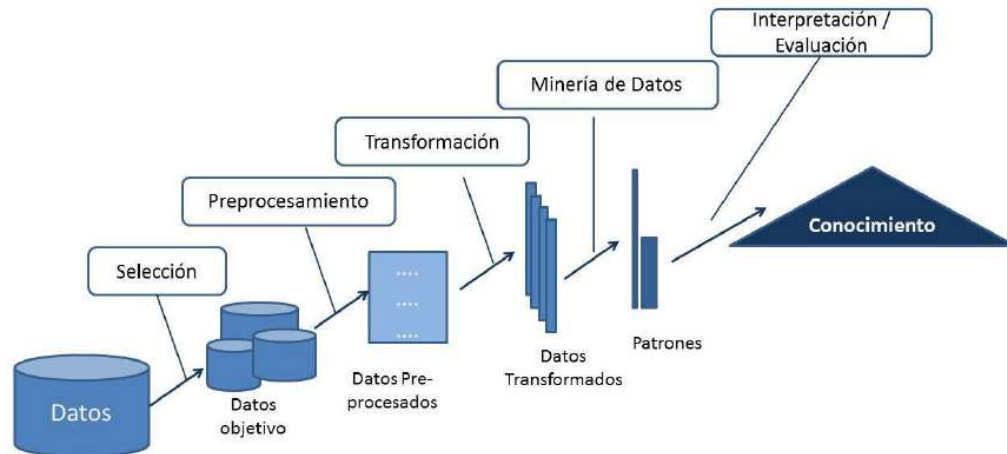 Interpretación /
Evaluación
Minería de Datos
Transformación
Preprocesamiento
Selección
Conocimiento
Datos
Datos
objetivo
Datos Pre-
procesados
....
....
....
Datos
Transformados
Patrones